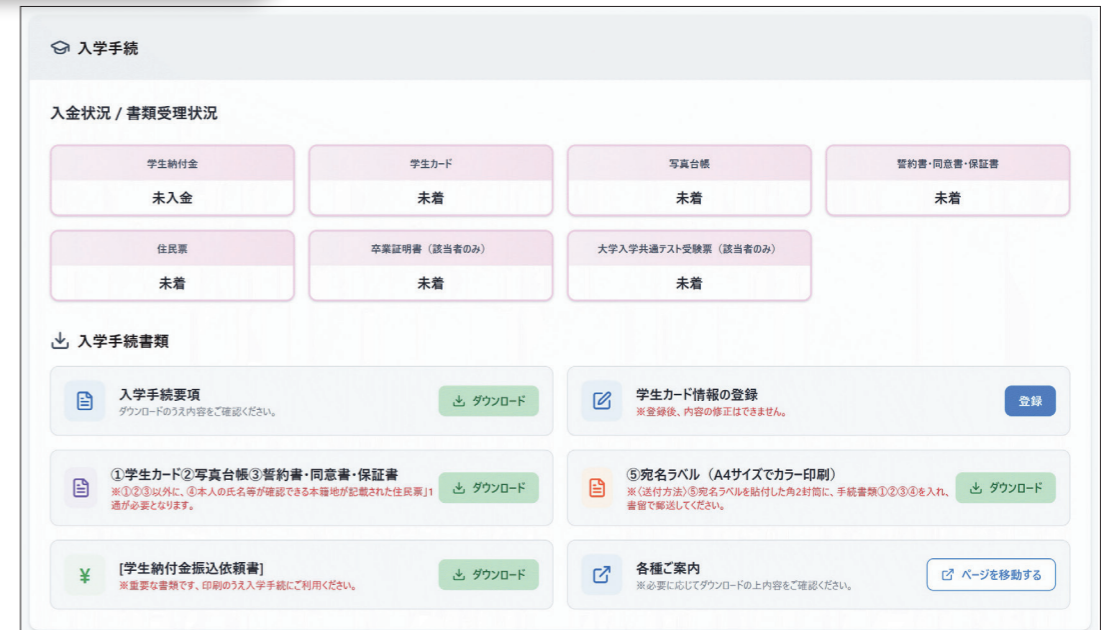 入学手続
入金状況 / 書類受理状況
学生納付金
未入金
学生カード
未着
写真台帳
未着
誓約書・同意書・保証書
未着
住民票
未着
卒業証明書（該当者のみ）
未着
大学入学共通テスト受験票（該当者のみ）
未着
入学手続書類
入学手続要項
ダウンロードのうえ内容をご確認ください。
ダウンロード
学生カード情報の登録
※登録後、内容の修正はできません。
登録
①学生カード②写真台帳③誓約書・同意書・保証書
※①②③以外に、④本人の氏名等が確認できる本籍地が記載された住民票」1
通が必要となります。
ダウンロード
⑤宛名ラベル（A4サイズでカラー印刷）
※〈送付方法〉⑤宛名ラベルを貼付した角2封筒に、手続書類①②③④を入れ、
書留で郵送してください。
ダウンロード
¥
[学生納付金振込依頼書]
※重要な書類です、印刷のうえ入学手続にご利用ください。
ダウンロード
各種ご案内
※必要に応じてダウンロードの上内容をご確認ください。
ページを移動する